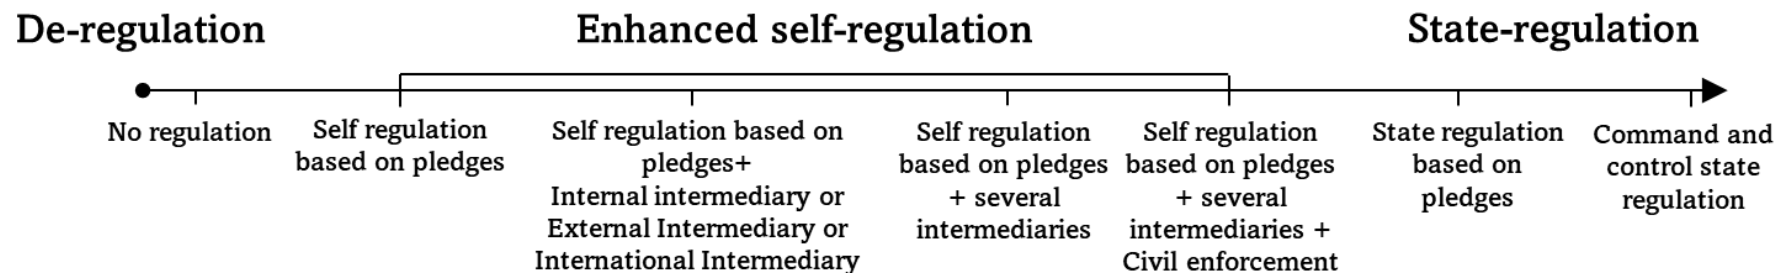 De-regulation
Enhanced self-regulation
State-regulation
No regulation
Self regulation
based on pledges
Self regulation based on
pledges+
Internal intermediary or
External Intermediary or
International Intermediary
Self regulation
based on pledges
+ several
intermediaries
Self regulation
based on pledges
+ several
intermediaries +
Civil enforcement
State regulation
based on
pledges
Command and
control state
regulation